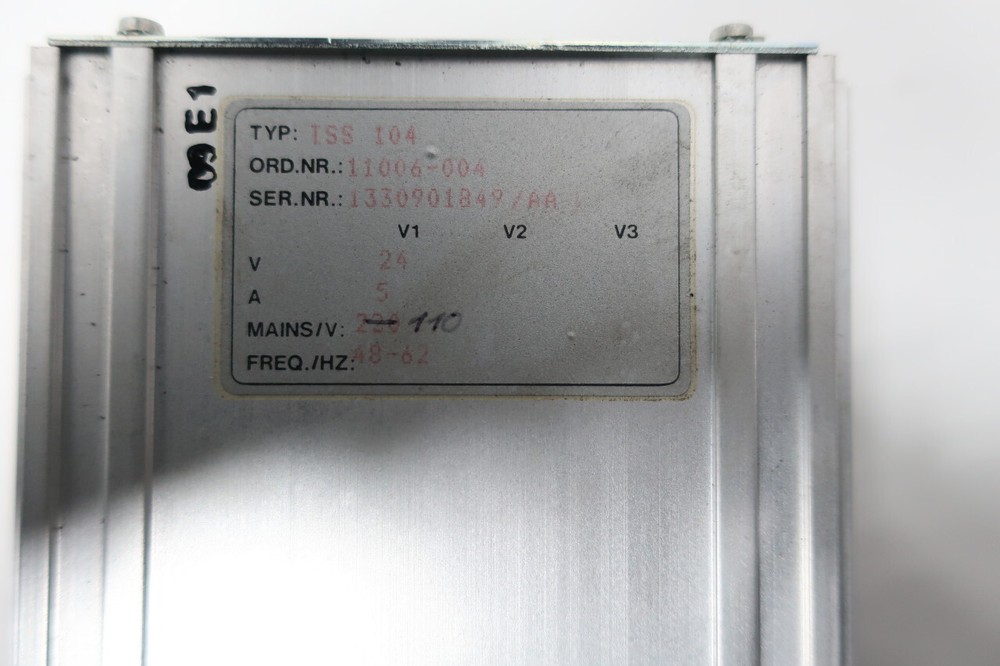 E1
TYP: TSS 104
ORD.NR.: 11006-004
SER.NR.: 1330901849/AA
V1 V2 V3
V 24
A 5
MAINS/V: 220 110
FREQ./HZ: 48-62